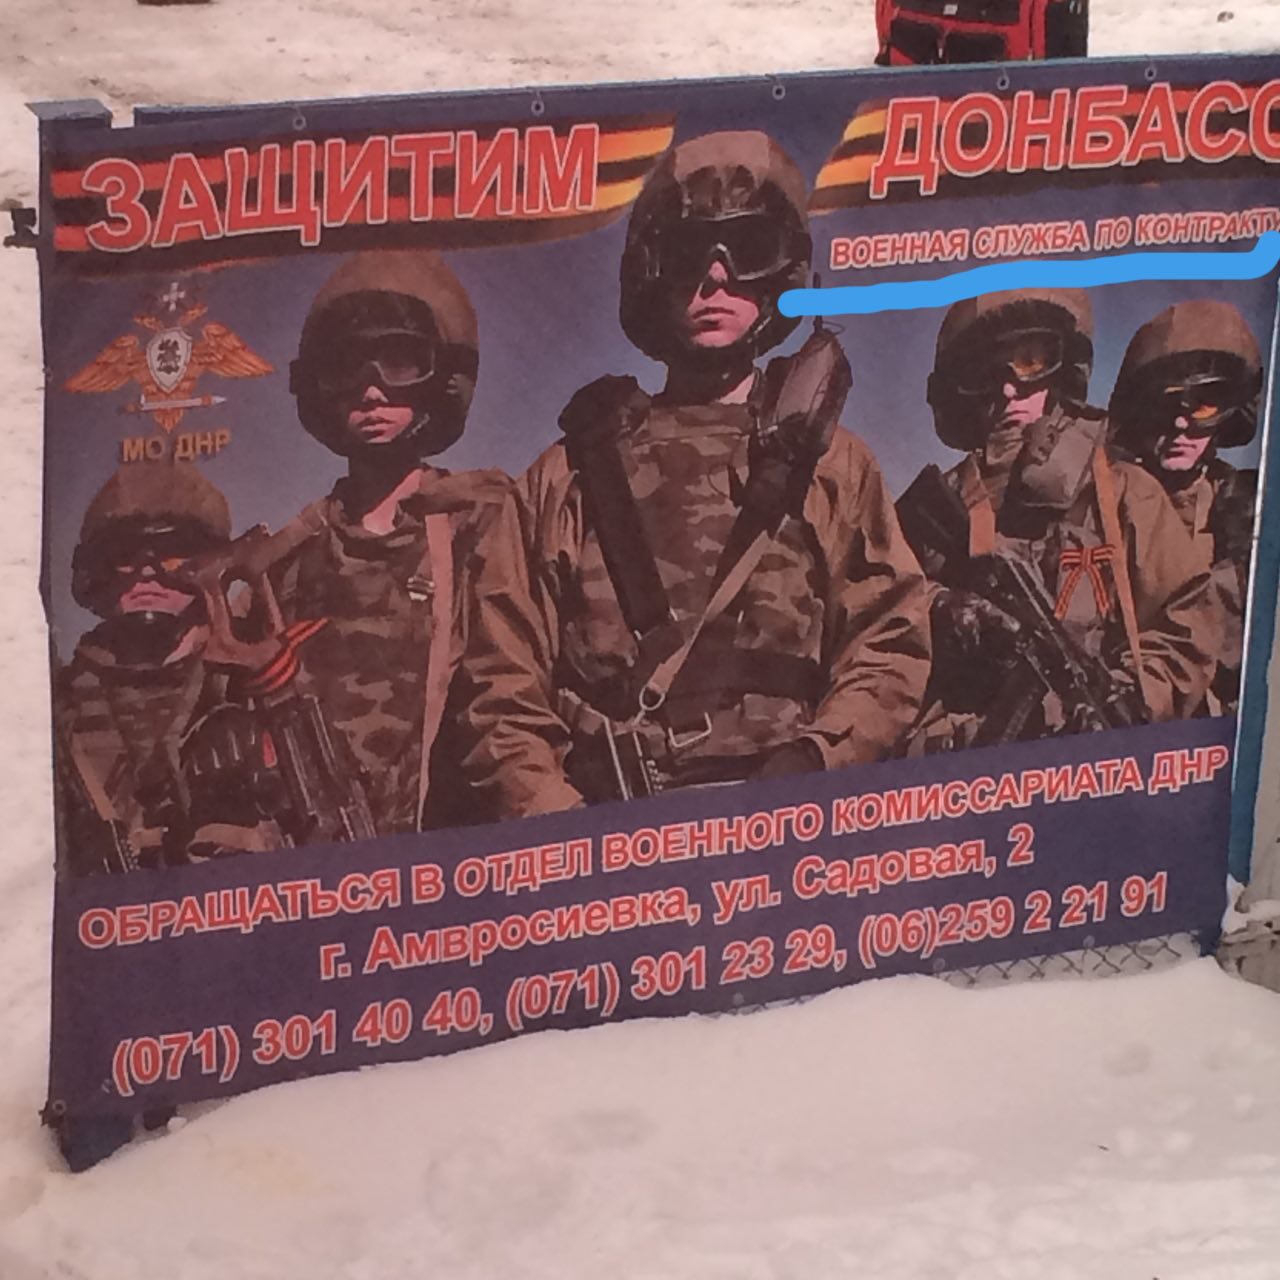 ЗАЩИТИМ ДОНБАСС
ВОЕННАЯ СЛУЖБА ПО КОНТРАКТУ
МО ДНР
ОБРАЩАТЬСЯ В ОТДЕЛ ВОЕННОГО КОМИССАРИАТА ДНР
г. Амвросиевка, ул. Садовая, 2
(071) 301 40 40, (071) 301 23 29, (06)259 2 21 91